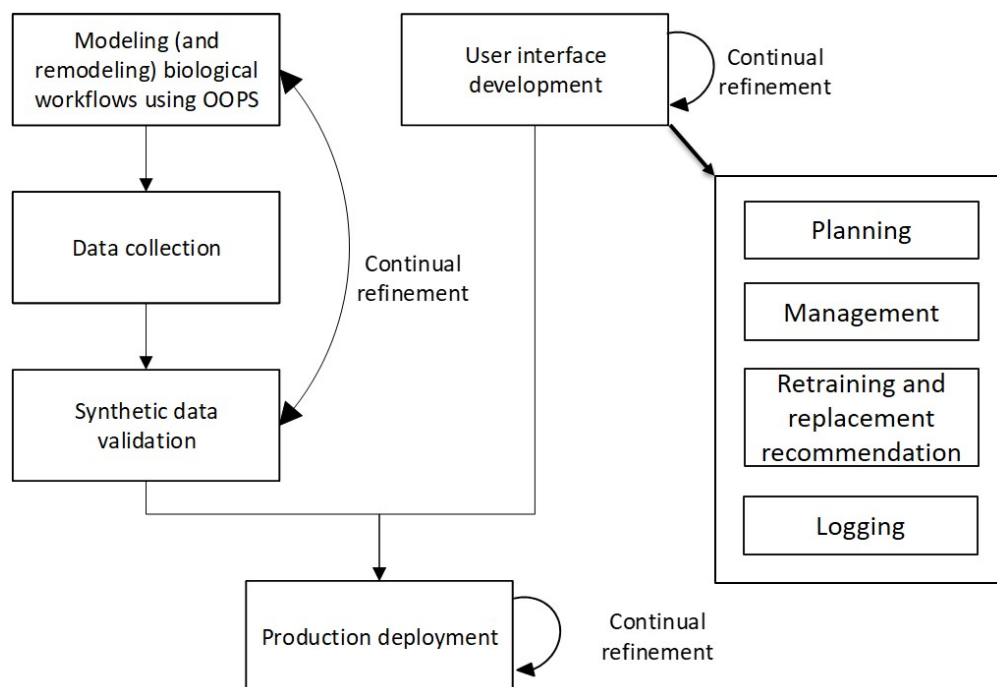 Modeling (and
remodeling) biological
workflows using OOPS
User interface
development
Continual
refinement
Data collection
Continual
refinement
Synthetic data
validation
Planning
Management
Retraining and
replacement
recommendation
Logging
Production deployment
Continual
refinement